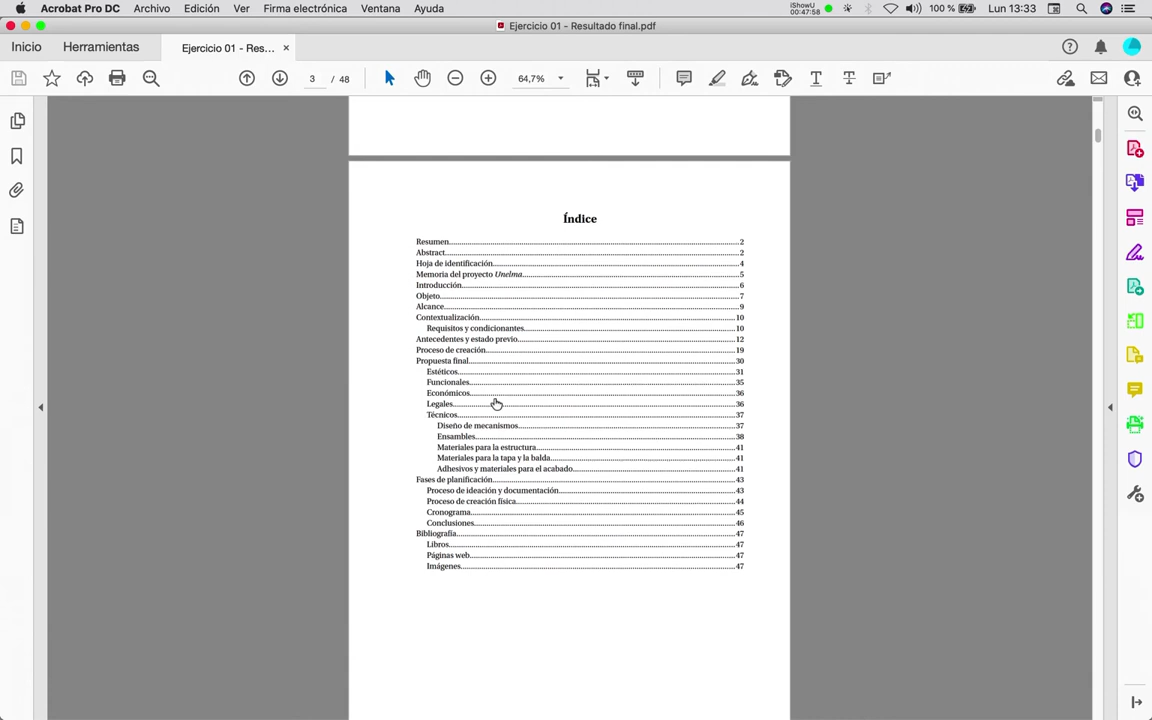 Acrobat Pro DC Archivo Edición Ver Firma electrónica Ventana Ayuda iShowU 00:47:58 100 % Lun 13:33
Ejercicio 01 - Resultado final.pdf
Inicio Herramientas Ejercicio 01 - Res... ×
3 / 48 64,7%
Índice
Resumen 2
Abstract 2
Hoja de identificación 4
Memoria del proyecto Unelma 5
Introducción 6
Objeto 7
Alcance 9
Contextualización 10
Requisitos y condicionantes 10
Antecedentes y estado previo 12
Proceso de creación 19
Propuesta final 30
Estéticos 31
Funcionales 35
Económicos 36
Legales 36
Técnicos 37
Diseño de mecanismos 37
Ensambles 38
Materiales para la estructura 41
Materiales para la tapa y la balda 41
Adhesivos y materiales para el acabado 41
Fases de planificación 43
Proceso de ideación y documentación 43
Proceso de creación física 44
Cronograma 45
Conclusiones 46
Bibliografía 47
Libros 47
Páginas web 47
Imágenes 47